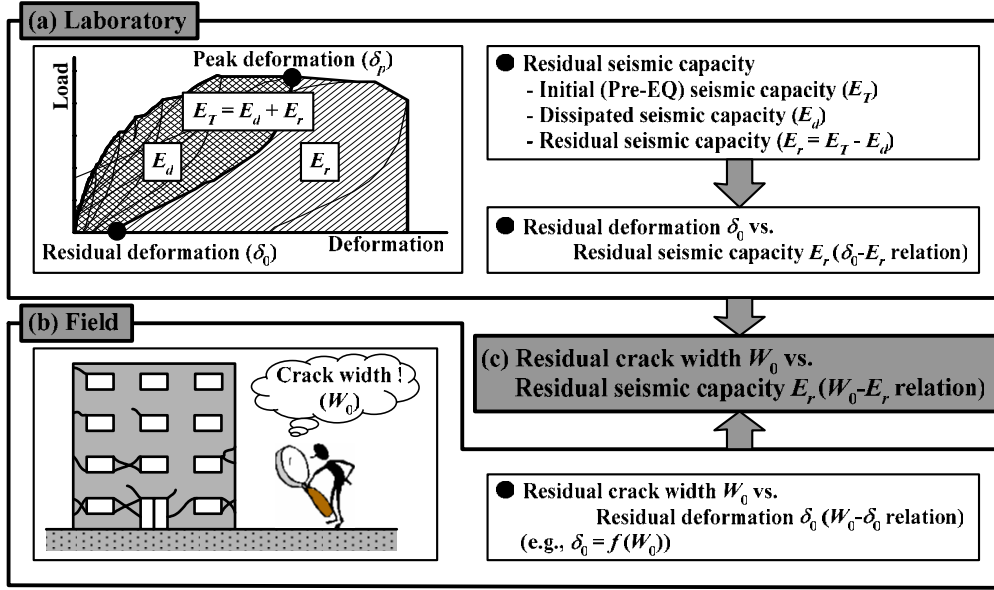 (a) Laboratory
Load
Peak deformation (δp)
ET = Ed + Er
Ed
Er
Deformation
Residual deformation (δ0)
● Residual seismic capacity
- Initial (Pre-EQ) seismic capacity (ET)
- Dissipated seismic capacity (Ed)
- Residual seismic capacity (Er = ET - Ed)
● Residual deformation δ0 vs.
Residual seismic capacity Er (δ0-Er relation)
(b) Field
Crack width !
(W0)
(c) Residual crack width W0 vs.
Residual seismic capacity Er (W0-Er relation)
● Residual crack width W0 vs.
Residual deformation δ0 (W0-δ0 relation)
(e.g., δ0 = f(W0))